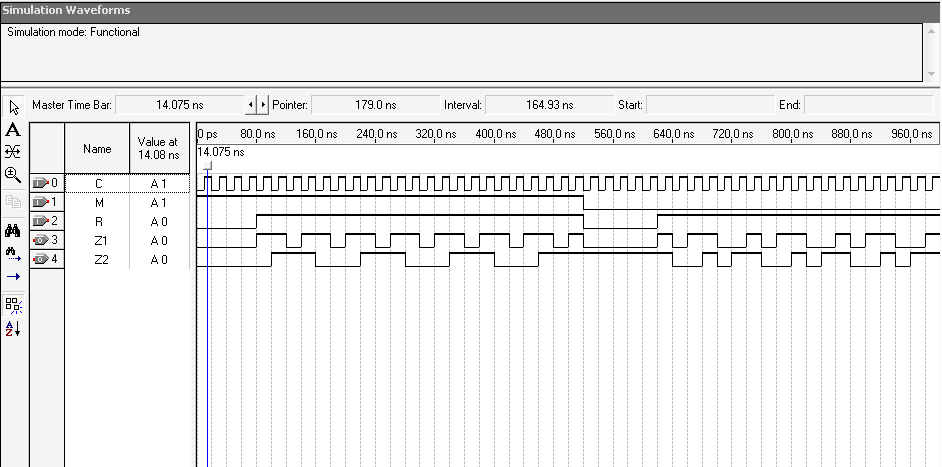 Simulation Waveforms
Simulation mode: Functional
Master Time Bar: 14.075 ns Pointer: 179.0 ns Interval: 164.93 ns Start: End:
Name Value at 14.08 ns 0 ps 80.0 ns 160.0 ns 240.0 ns 320.0 ns 400.0 ns 480.0 ns 560.0 ns 640.0 ns 720.0 ns 800.0 ns 880.0 ns 960.0 ns
14.075 ns
0 C A 1
1 M A 1
2 R A 0
3 Z1 A 0
4 Z2 A 0